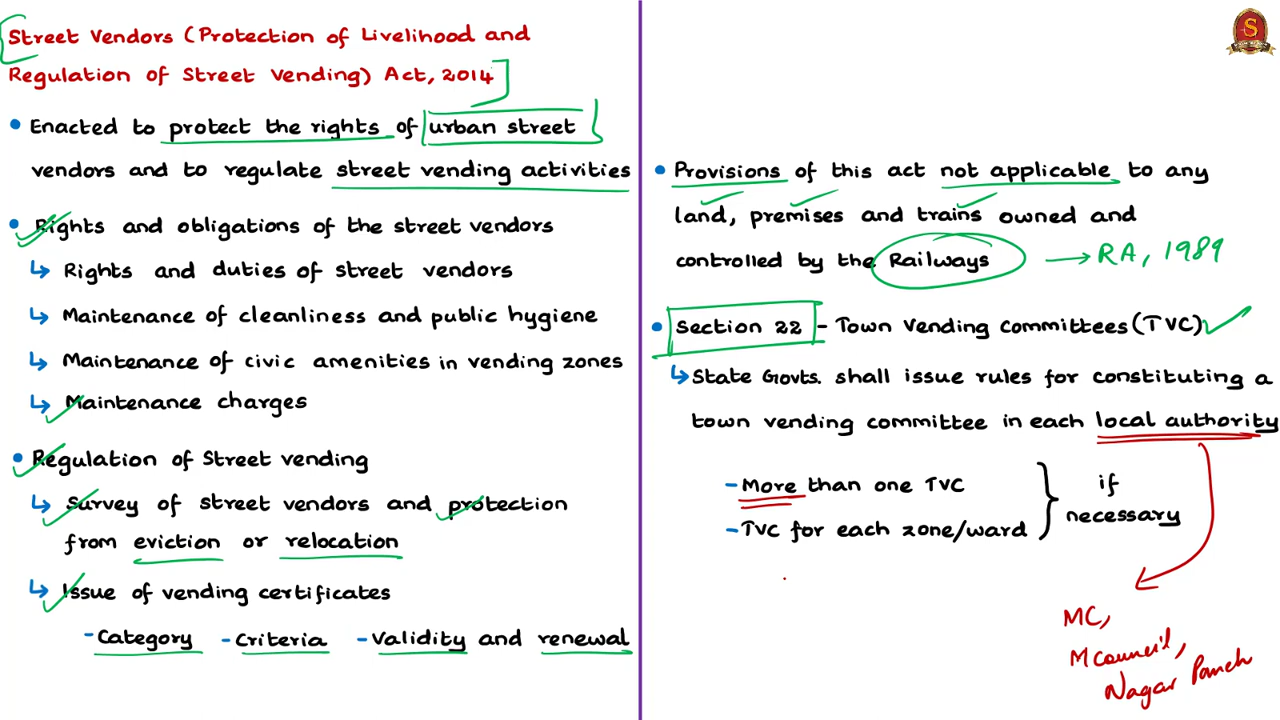 Street Vendors (Protection of Livelihood and
Regulation of Street Vending) Act, 2014
• Enacted to protect the rights of urban street
vendors and to regulate street vending activities
• Rights and obligations of the street vendors
↳ Rights and duties of street vendors
↳ Maintenance of cleanliness and public hygiene
↳ Maintenance of civic amenities in vending zones
↳ Maintenance charges
• Regulation of Street vending
↳ Survey of street vendors and protection
from eviction or relocation
↳ Issue of vending certificates
- Category - Criteria - Validity and renewal
• Provisions of this act not applicable to any
land, premises and trains owned and
controlled by the Railways → RA, 1989
• Section 22 - Town Vending Committees (TVC)
↳ State Govts. shall issue rules for constituting a
town vending committee in each local authority
- More than one TVC
- TVC for each zone/ward
if
necessary
MC,
M Council,
Nagar Panch
S